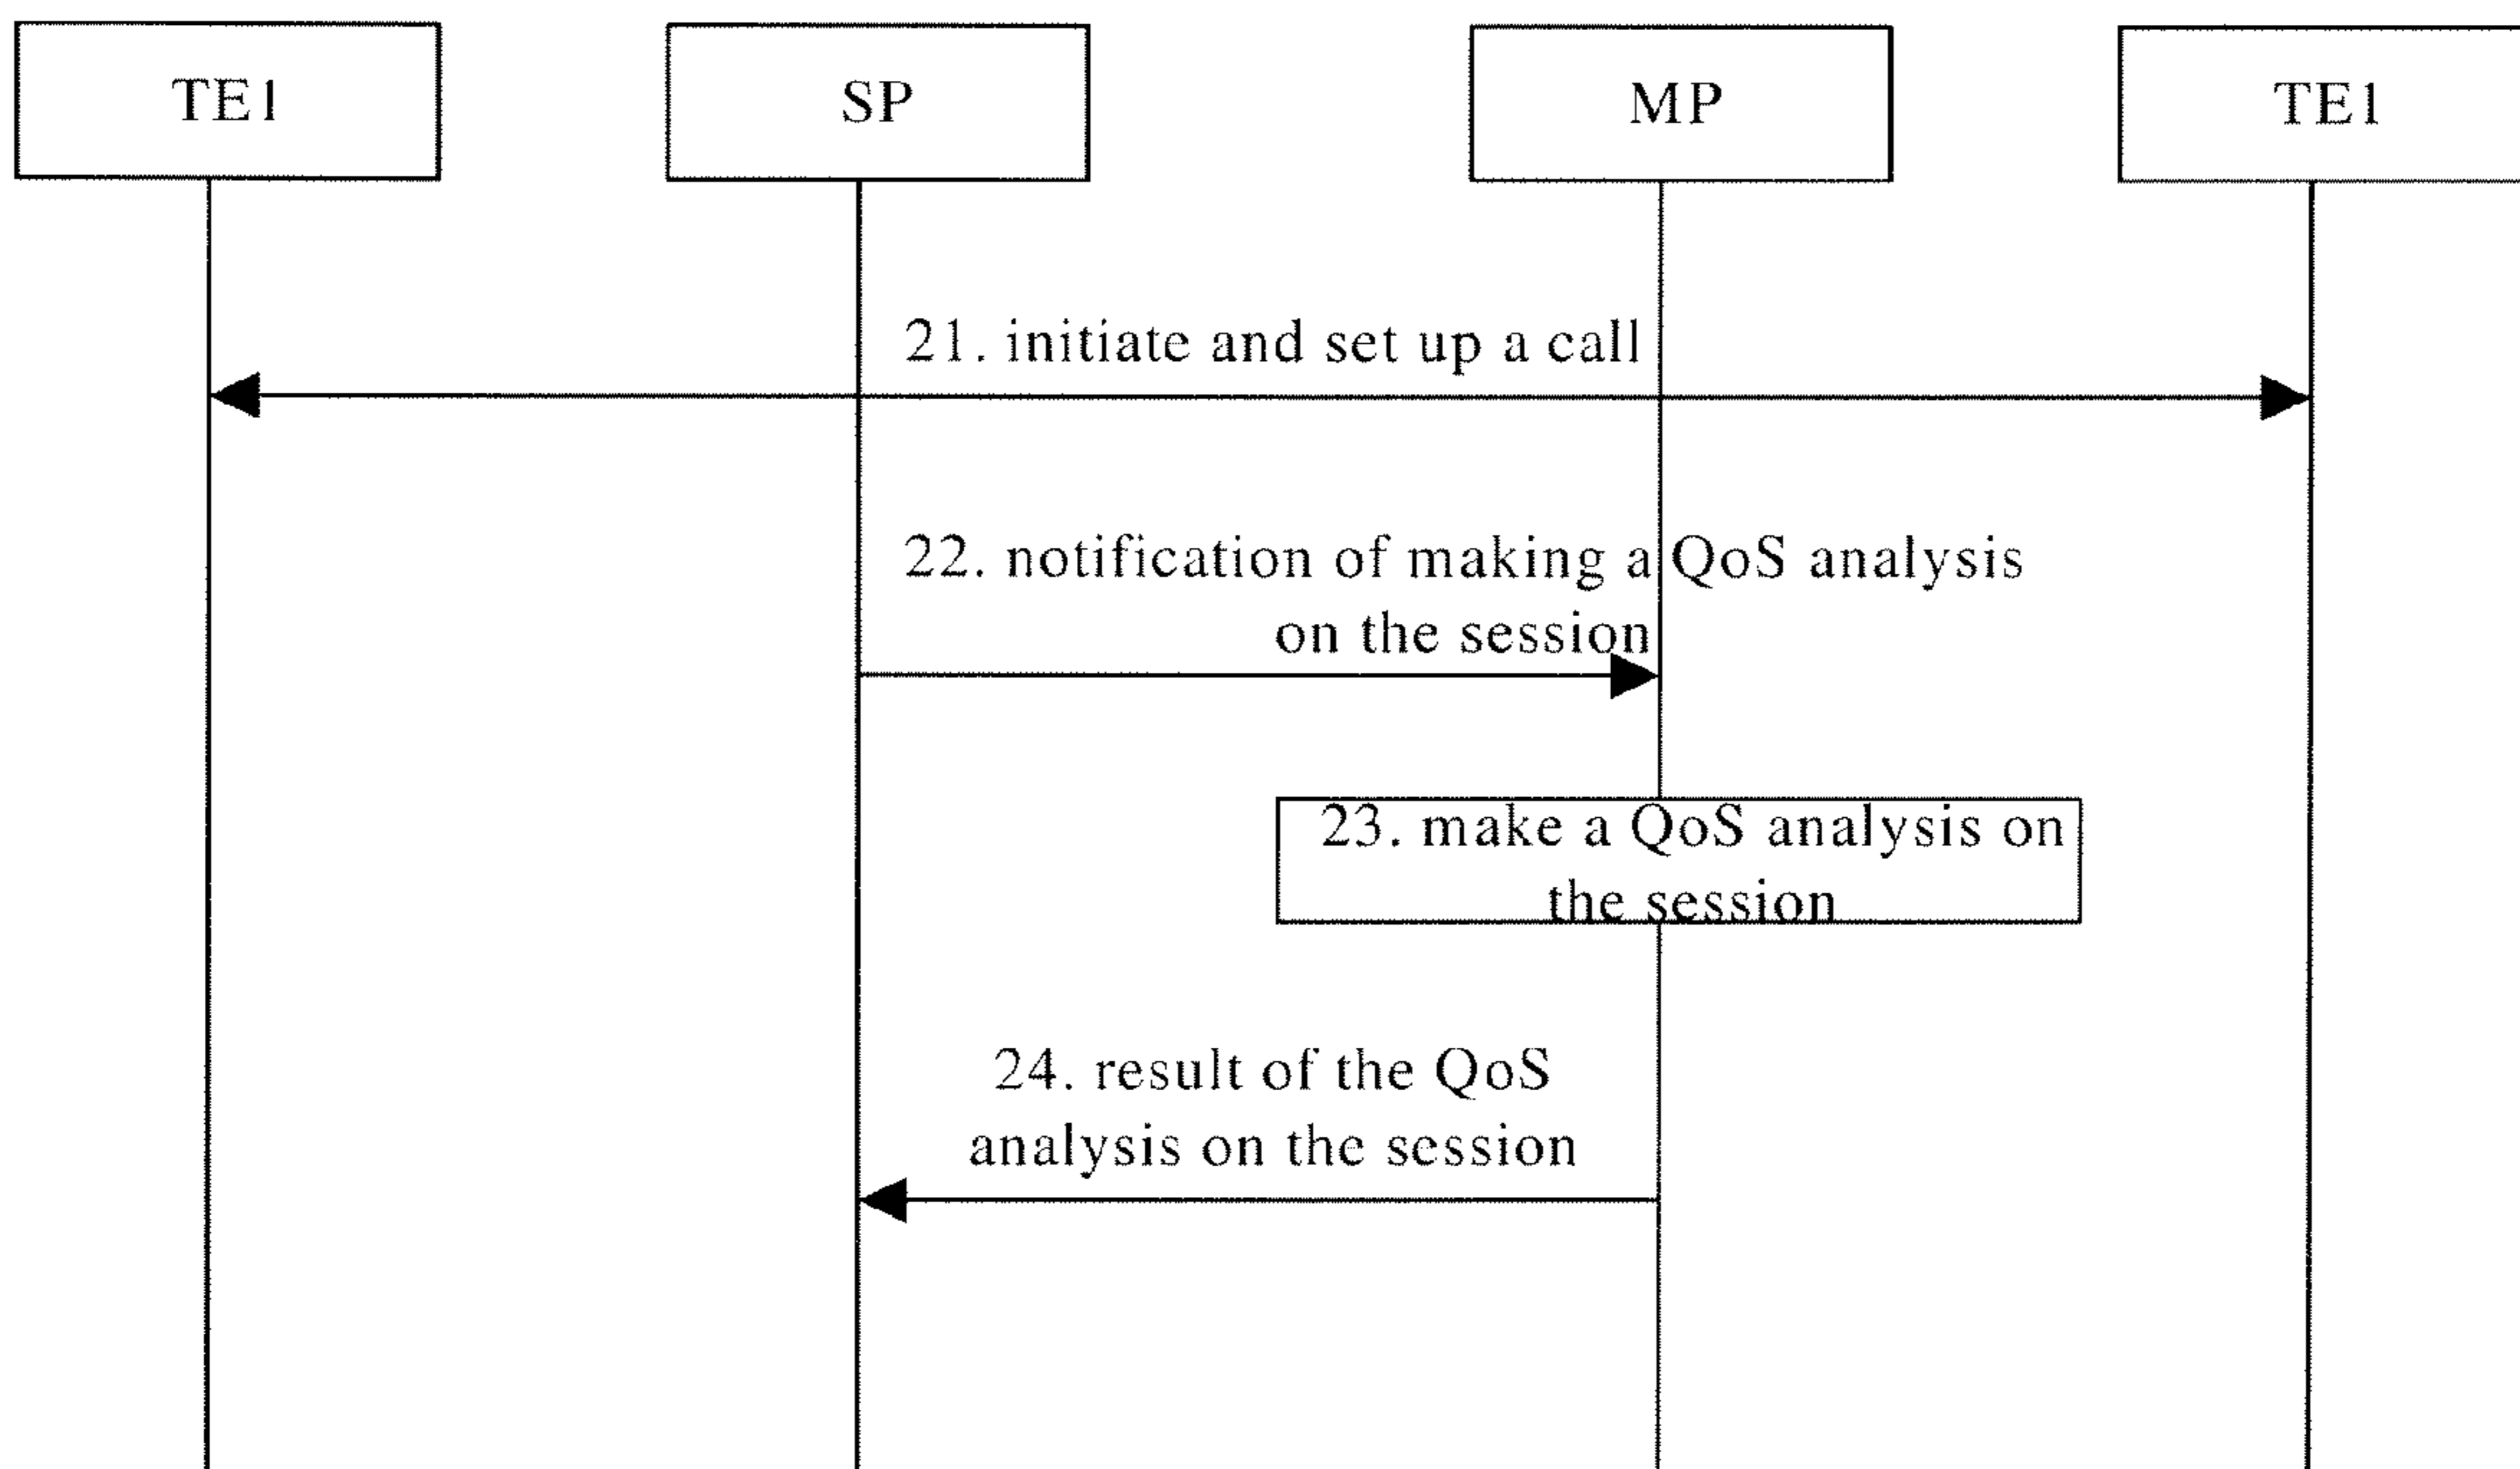 TE1
SP
MP
TE1
21. initiate and set up a call
22. notification of making a QoS analysis
on the session
23. make a QoS analysis on
the session
24. result of the QoS
analysis on the session